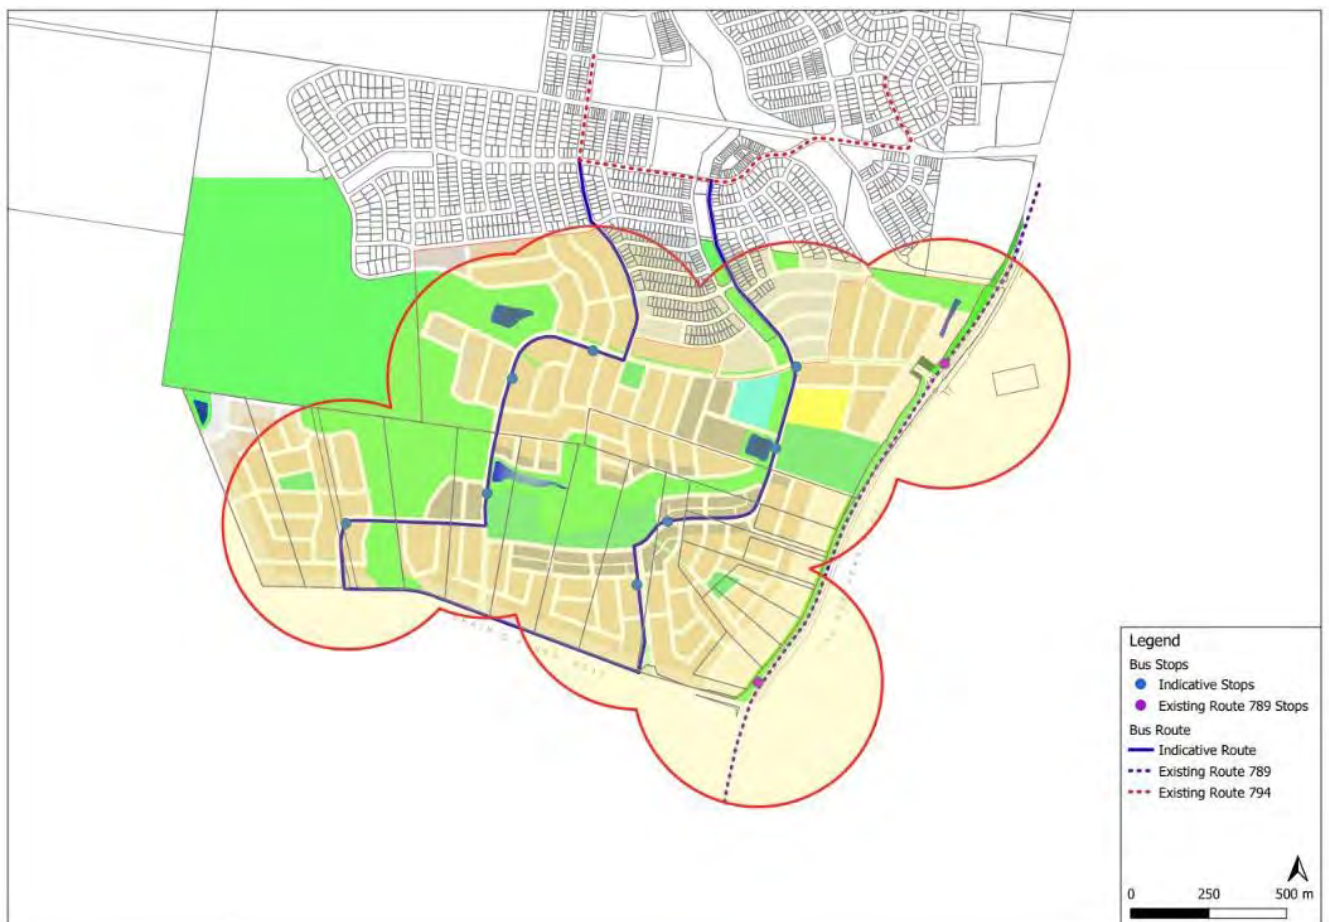 Legend
Bus Stops
Indicative Stops
Existing Route 789 Stops
Bus Route
Indicative Route
Existing Route 789
Existing Route 794
0 250 500 m